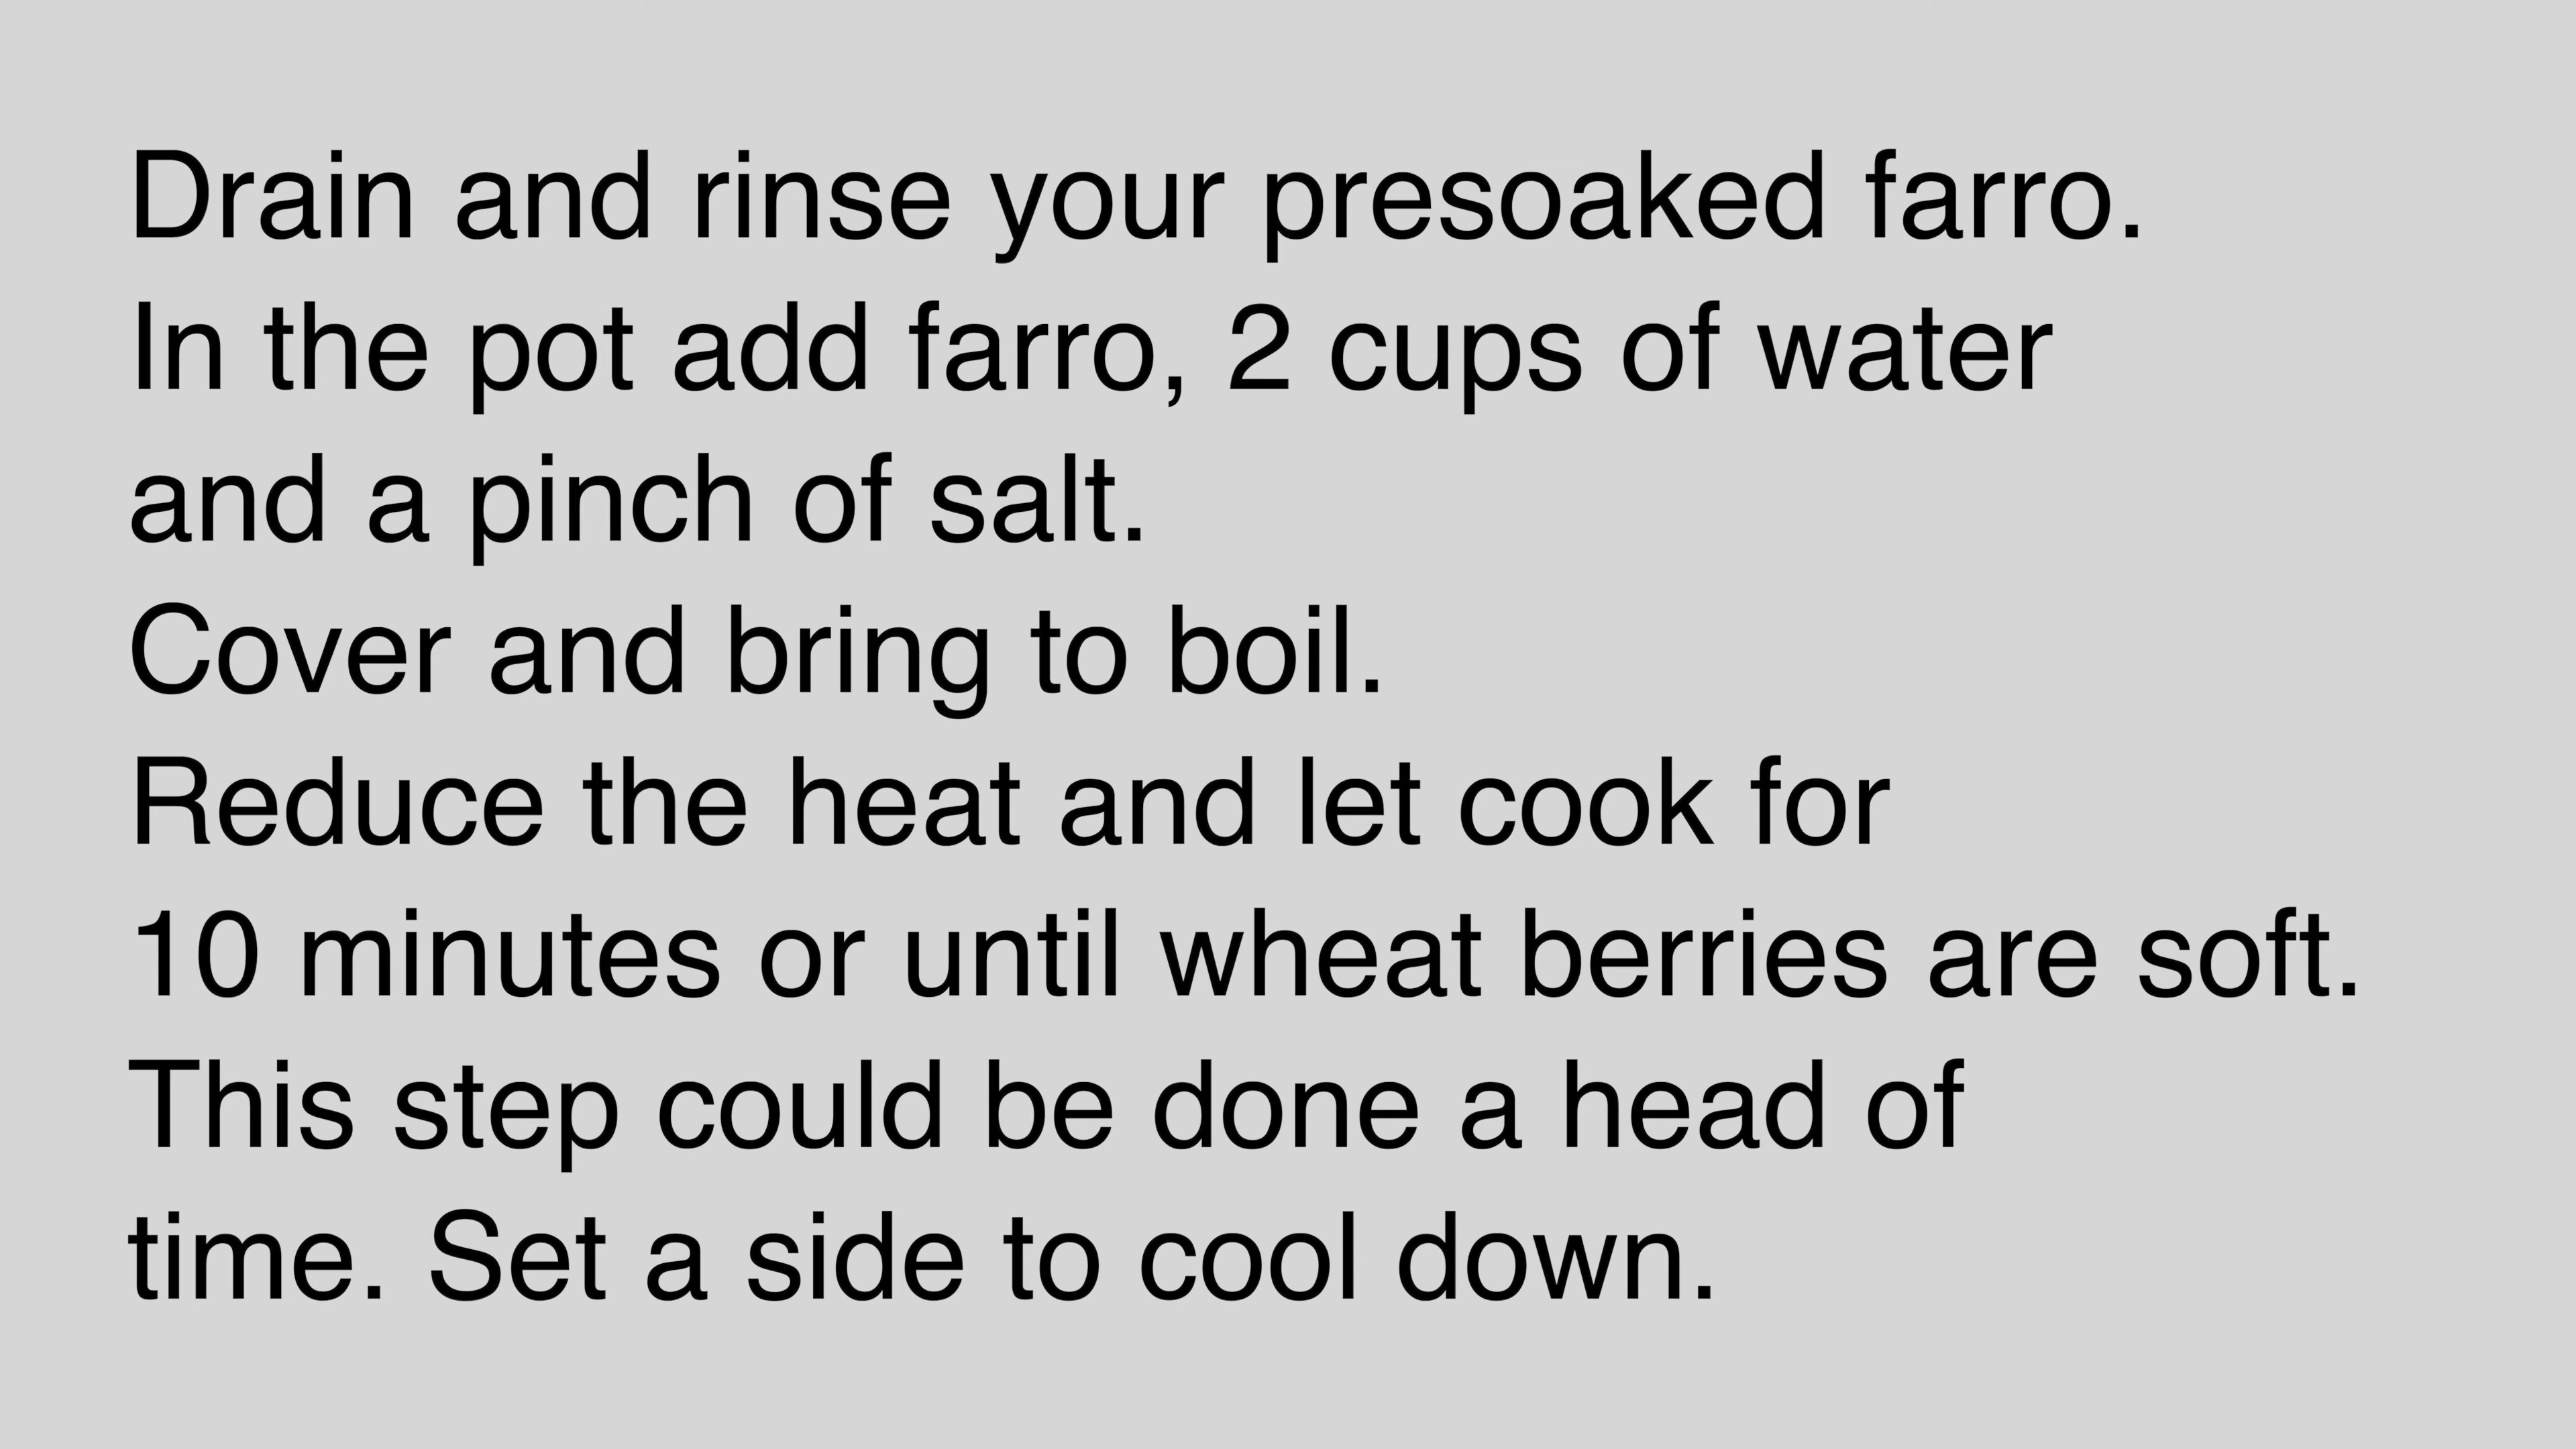 Drain and rinse your presoaked farro.
In the pot add farro, 2 cups of water
and a pinch of salt.
Cover and bring to boil.
Reduce the heat and let cook for
10 minutes or until wheat berries are soft.
This step could be done a head of
time. Set a side to cool down.